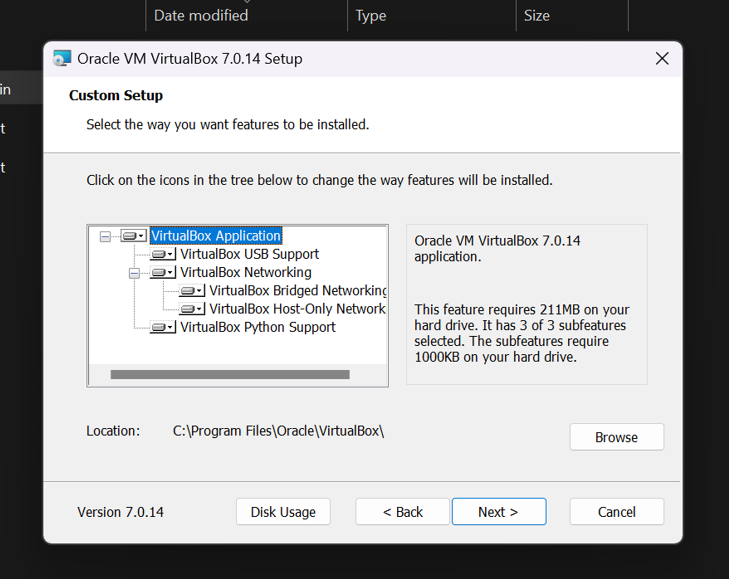 Date modified Type Size
Oracle VM VirtualBox 7.0.14 Setup
in
Custom Setup
Select the way you want features to be installed.
t
t
Click on the icons in the tree below to change the way features will be installed.
VirtualBox Application
VirtualBox USB Support
VirtualBox Networking
VirtualBox Bridged Networking
VirtualBox Host-Only Network
VirtualBox Python Support
Oracle VM VirtualBox 7.0.14
application.
This feature requires 211MB on your
hard drive. It has 3 of 3 subfeatures
selected. The subfeatures require
1000KB on your hard drive.
Location: C:\Program Files\Oracle\VirtualBox\
Browse
Version 7.0.14
Disk Usage
< Back
Next >
Cancel